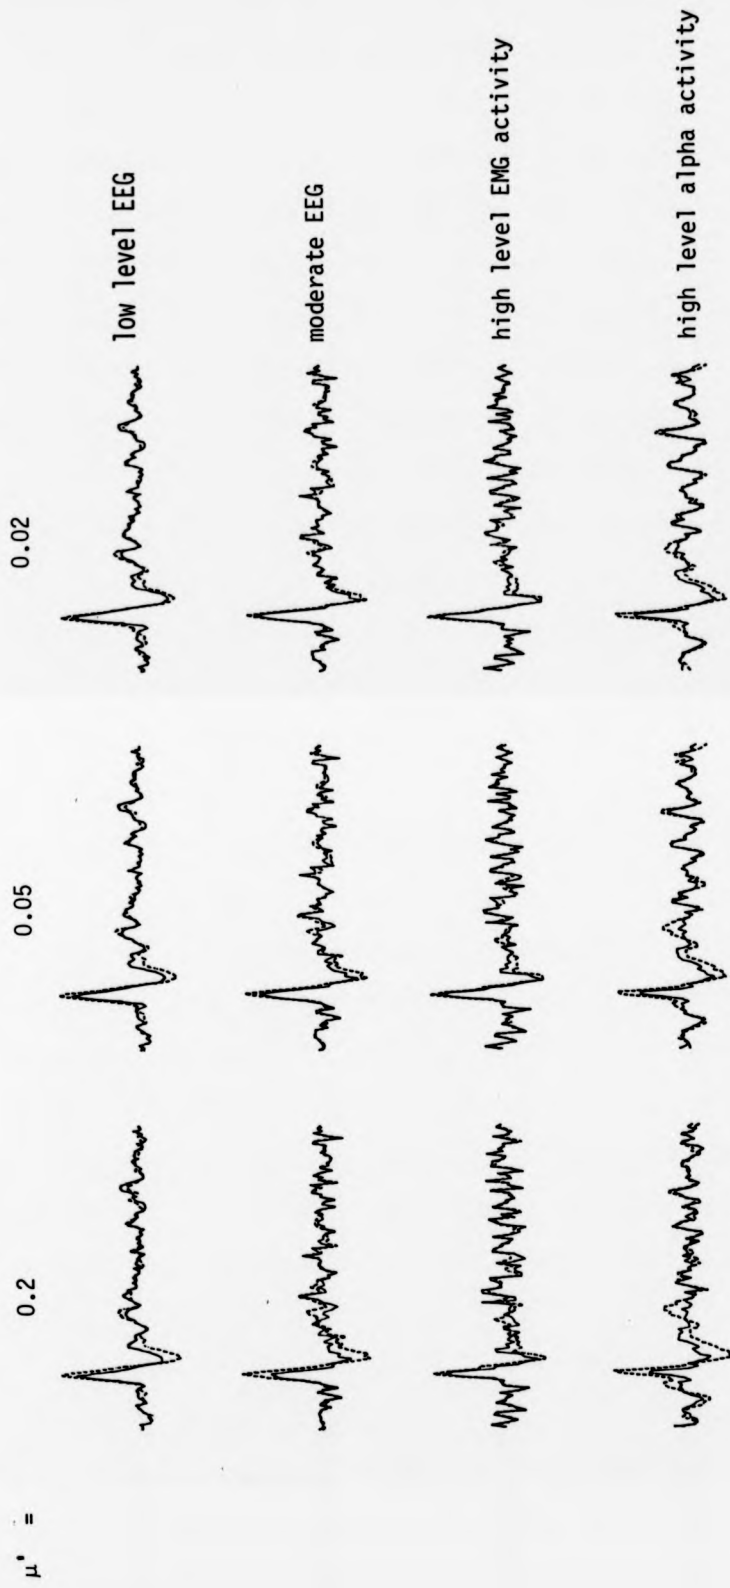 μ' = 0.2 0.05 0.02
low level EEG
moderate EEG
high level EMG activity
high level alpha activity